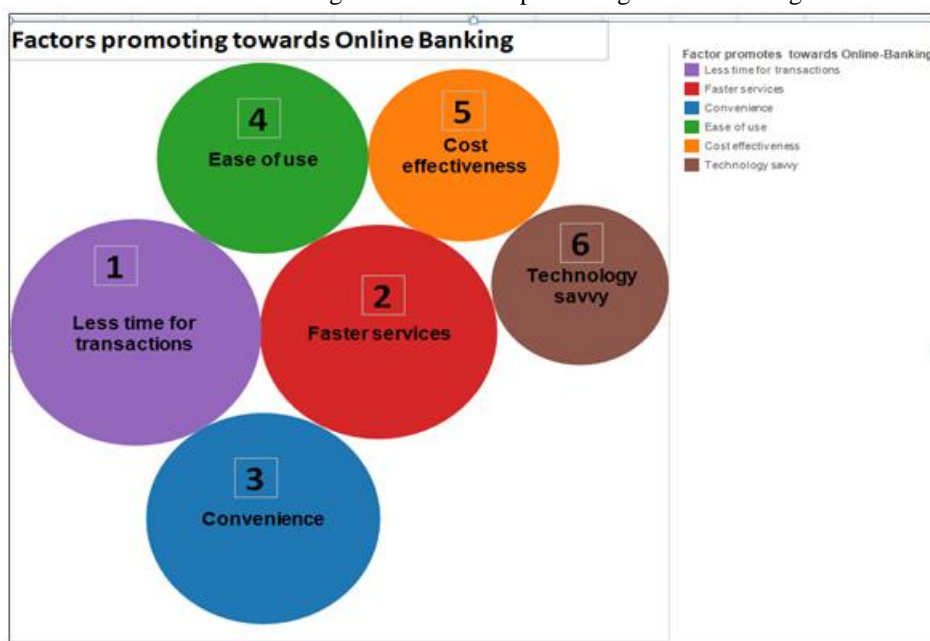 Factors promoting towards Online Banking
Factor promotes towards Online-Banking
Less time for transactions
Faster services
Convenience
Ease of use
Cost effectiveness
Technology savvy
4
Ease of use
5
Cost
effectiveness
6
Technology
savvy
1
Less time for
transactions
2
Faster services
3
Convenience